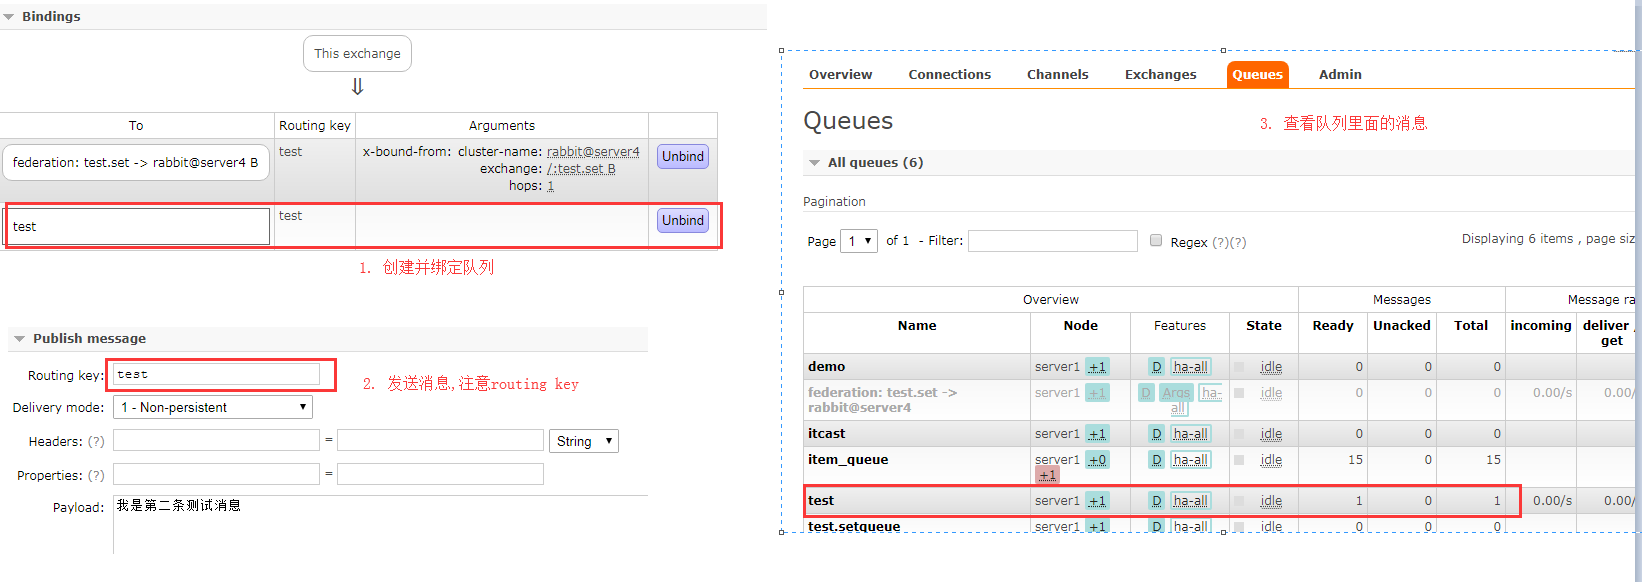 Bindings
This exchange
⇓
To Routing key Arguments
federation: test.set -> rabbit@server4 B test x-bound-from: cluster-name: rabbit@server4 Unbind
exchange: /:test.set B
hops: 1
test test Unbind
1. 创建并绑定队列
Publish message
Routing key: test
2. 发送消息,注意routing key
Delivery mode: 1 - Non-persistent
Headers: (?) = String
Properties: (?) =
Payload: 我是第二条测试消息
Overview Connections Channels Exchanges Queues Admin
Queues
3. 查看队列里面的消息
All queues (6)
Pagination
Page 1 of 1 - Filter: Regex (?)(?) Displaying 6 items , page siz
Overview Messages Message ra
Name Node Features State Ready Unacked Total incoming deliver /
get
demo server1 +1 D ha-all idle 0 0 0
federation: test.set -> server1 +1 D Args ha- idle 0 0 0 0.00/s 0.00/
rabbit@server4 all
itcast server1 +1 D ha-all idle 0 0 0
item_queue server1 +0 D ha-all idle 15 0 15
+1
test server1 +1 D ha-all idle 1 0 1 0.00/s 0.00/
test.setqueue server1 +1 D ha-all idle 0 0 0